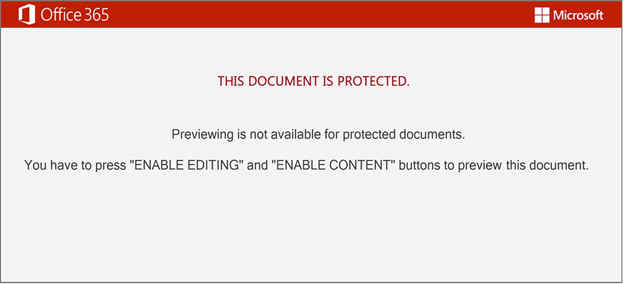 Office 365 Microsoft
THIS DOCUMENT IS PROTECTED.
Previewing is not available for protected documents.
You have to press "ENABLE EDITING" and "ENABLE CONTENT" buttons to preview this document.